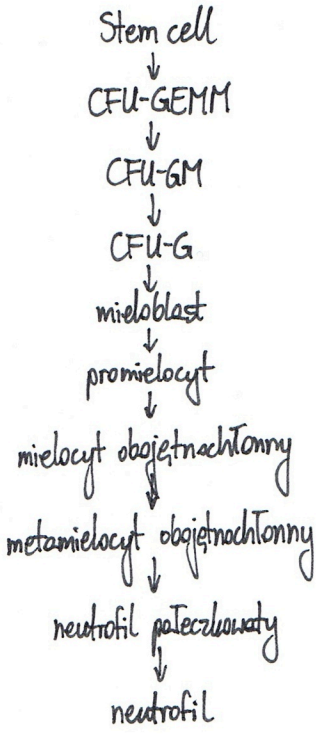 Stem cell
CFU-GEMM
CFU-GM
CFU-G
mieloblast
promielocyt
mielocyt obojętnochłonny
metamielocyt obojętnochłonny
neutrofil pałeczkowaty
neutrofil